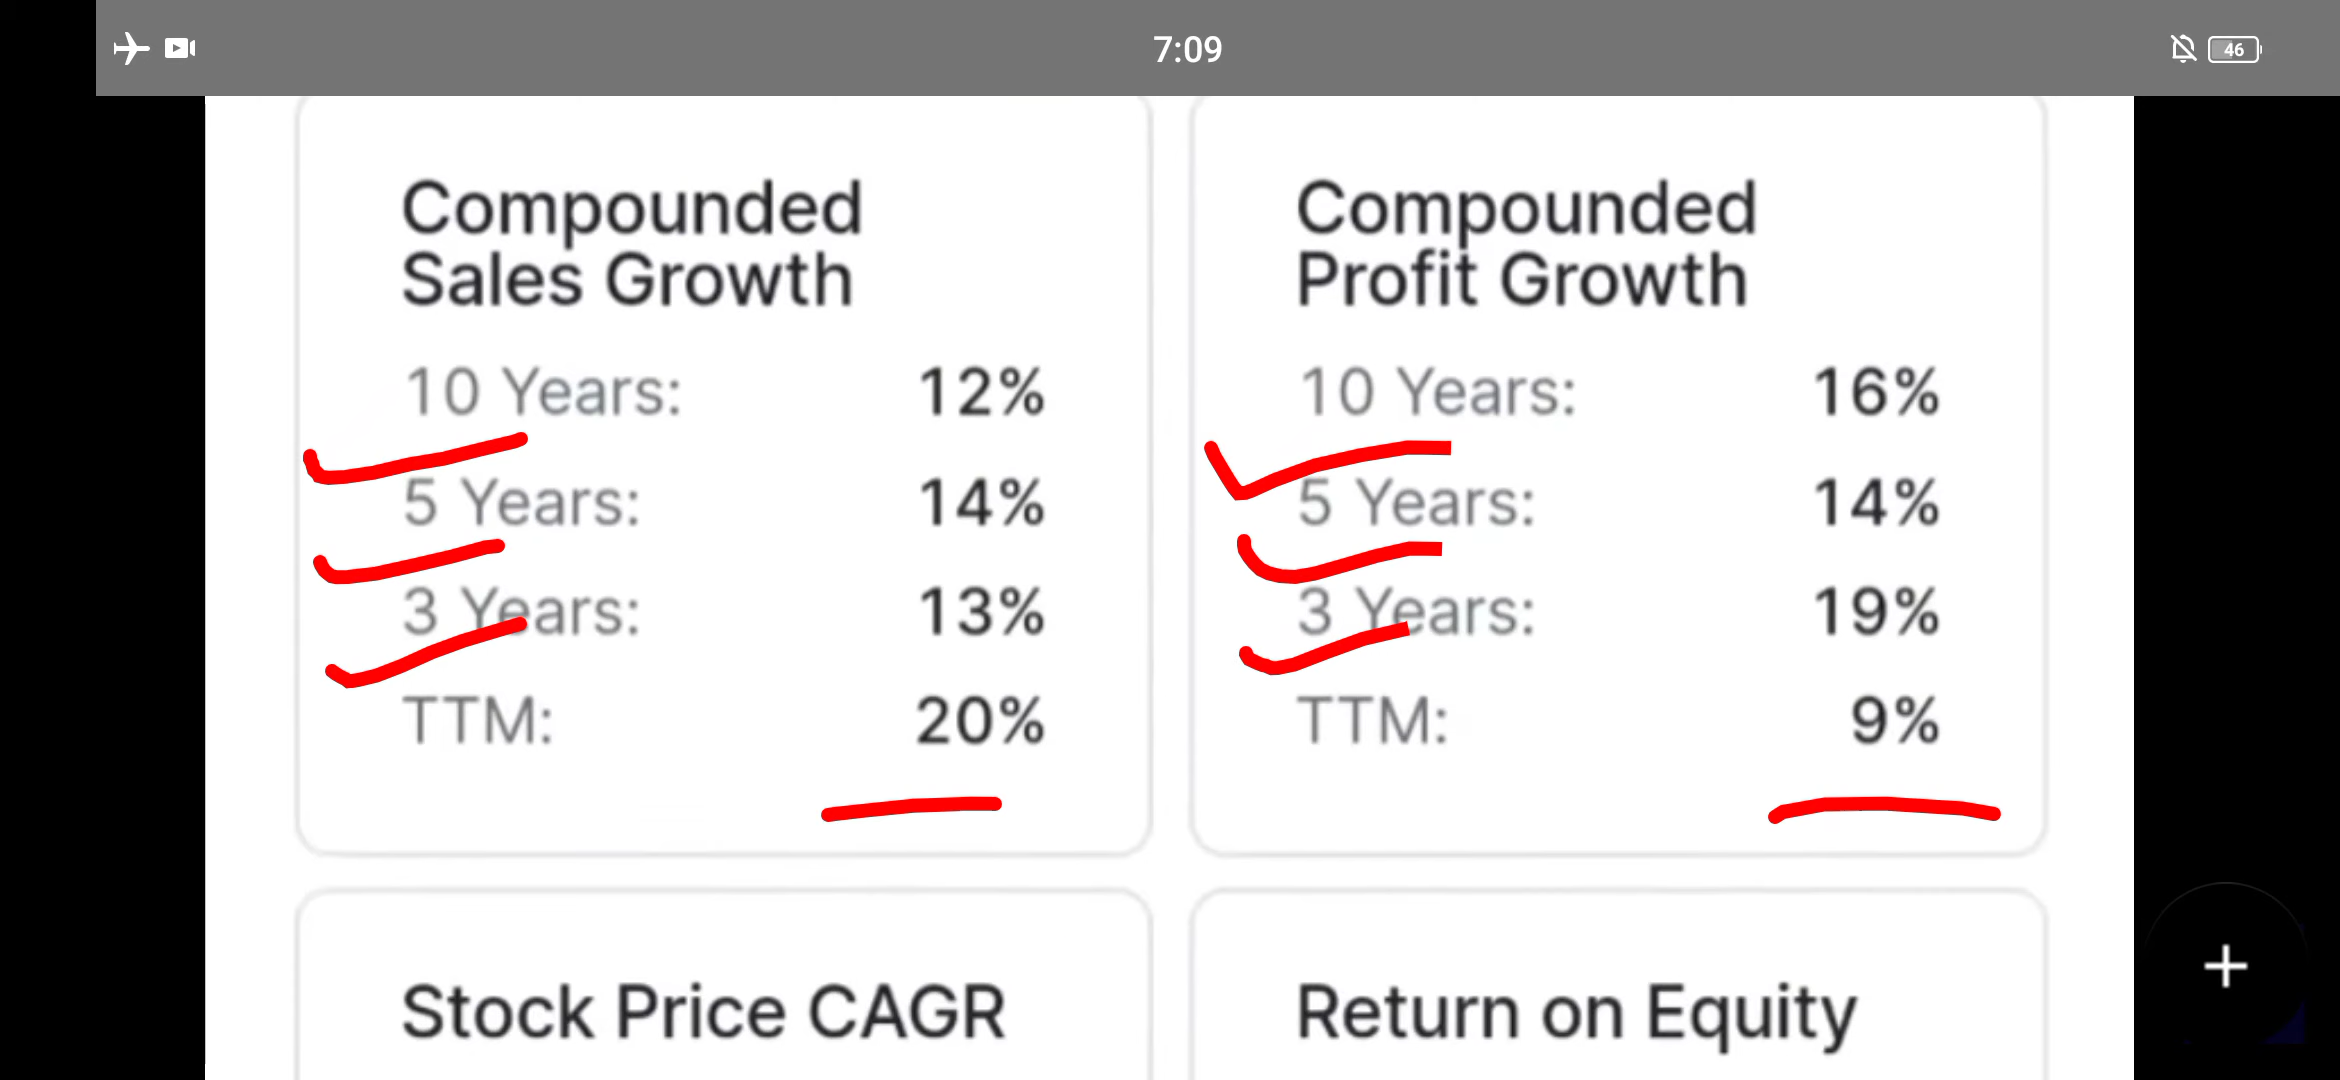 7:09
46
Compounded
Sales Growth
10 Years: 12%
5 Years: 14%
3 Years: 13%
TTM: 20%
Compounded
Profit Growth
10 Years: 16%
5 Years: 14%
3 Years: 19%
TTM: 9%
Stock Price CAGR
Return on Equity